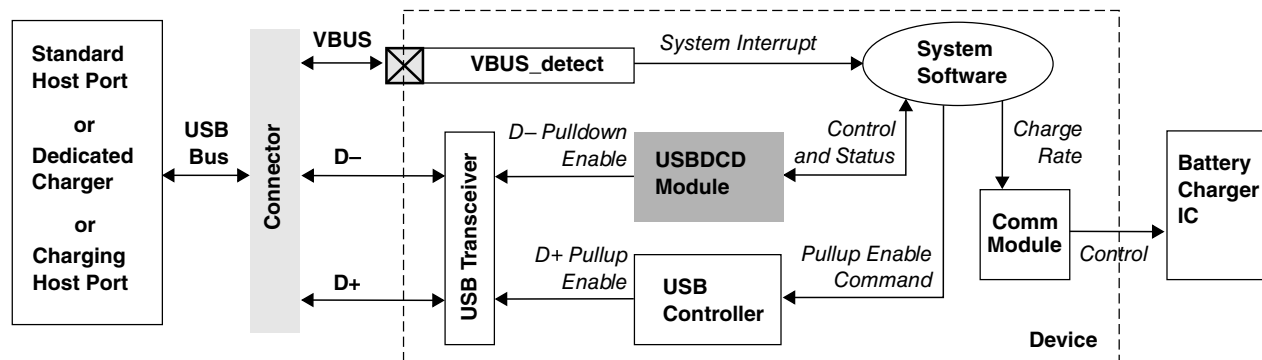 Standard
Host Port
or
Dedicated
Charger
or
Charging
Host Port
USB
Bus
Connector
VBUS
D–
D+
VBUS_detect
System Interrupt
System
Software
USB Transceiver
D– Pulldown
Enable
USBDCD
Module
Control
and Status
Charge
Rate
D+ Pullup
Enable
USB
Controller
Pullup Enable
Command
Comm
Module
Control
Battery
Charger
IC
Device